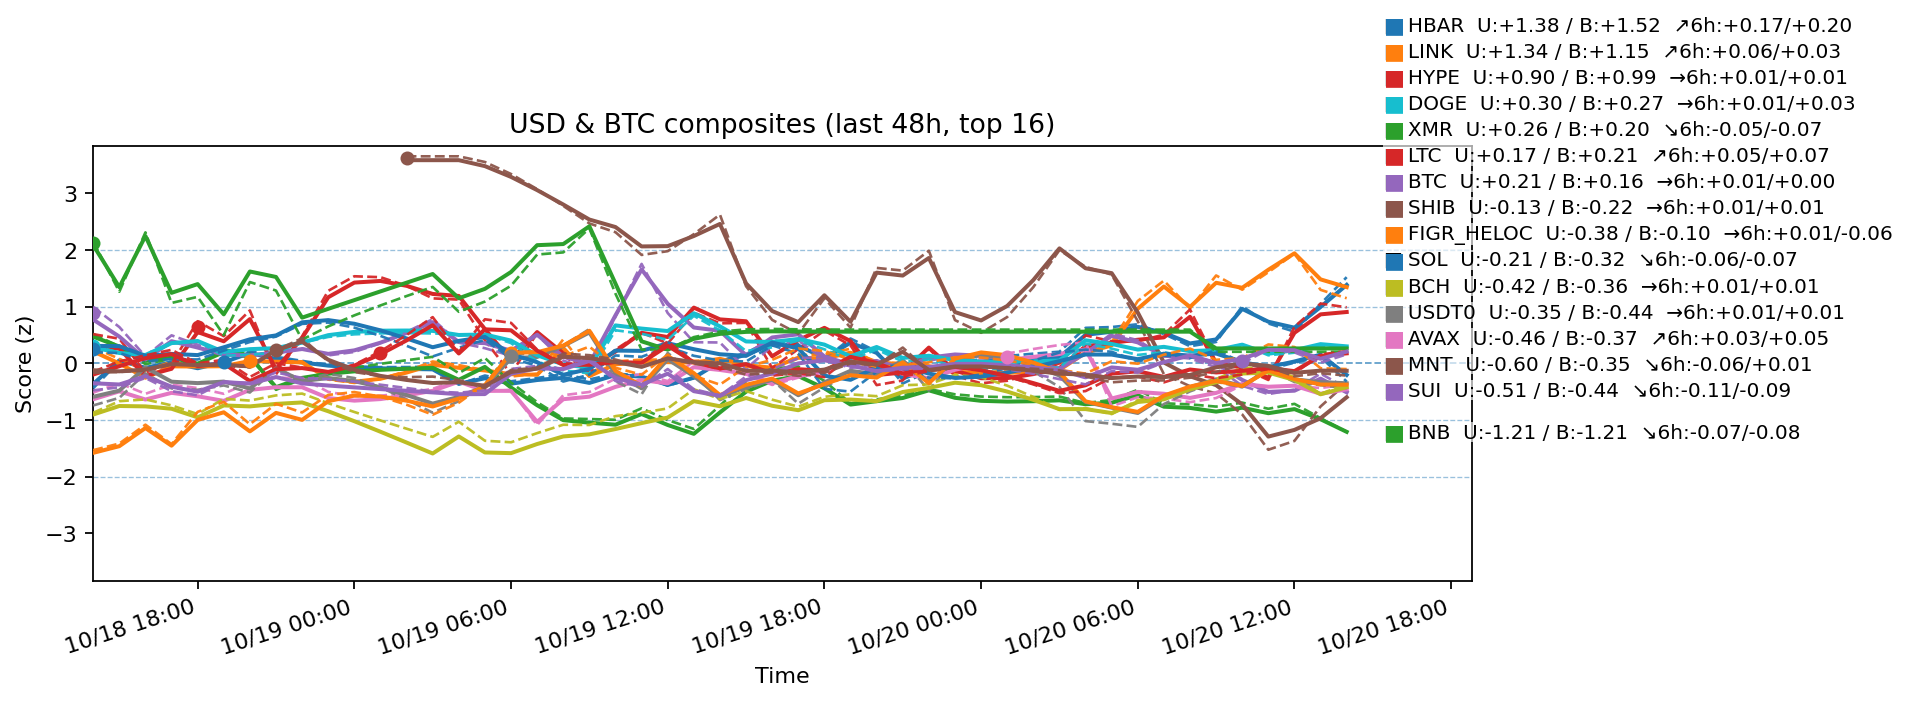 HBAR U:+1.38 / B:+1.52 ↗6h:+0.17/+0.20
LINK U:+1.34 / B:+1.15 ↗6h:+0.06/+0.03
HYPE U:+0.90 / B:+0.99 →6h:+0.01/+0.01
DOGE U:+0.30 / B:+0.27 →6h:+0.01/+0.03
XMR U:+0.26 / B:+0.20 ↘6h:-0.05/-0.07
LTC U:+0.17 / B:+0.21 ↗6h:+0.05/+0.07
BTC U:+0.21 / B:+0.16 →6h:+0.01/+0.00
SHIB U:-0.13 / B:-0.22 →6h:+0.01/+0.01
FIGR_HELOC U:-0.38 / B:-0.10 →6h:+0.01/-0.06
SOL U:-0.21 / B:-0.32 ↘6h:-0.06/-0.07
BCH U:-0.42 / B:-0.36 →6h:+0.01/+0.01
USDT0 U:-0.35 / B:-0.44 →6h:+0.01/+0.01
AVAX U:-0.46 / B:-0.37 ↗6h:+0.03/+0.05
MNT U:-0.60 / B:-0.35 ↘6h:-0.06/+0.01
SUI U:-0.51 / B:-0.44 ↘6h:-0.11/-0.09
BNB U:-1.21 / B:-1.21 ↘6h:-0.07/-0.08
USD & BTC composites (last 48h, top 16)
Score (z)
3
2
1
0
−1
−2
−3
10/18 18:00
10/19 00:00
10/19 06:00
10/19 12:00
10/19 18:00
10/20 00:00
10/20 06:00
10/20 12:00
10/20 18:00
Time